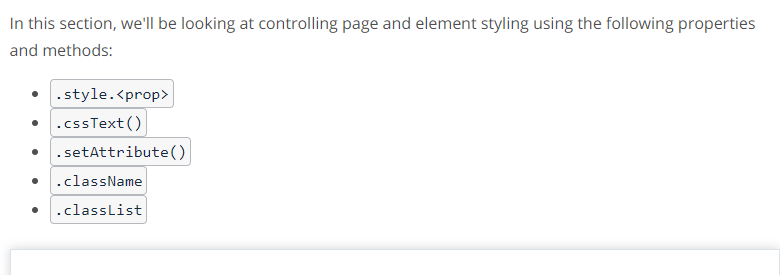 In this section, we'll be looking at controlling page and element styling using the following properties
and methods:
.style.<prop>
.cssText()
.setAttribute()
.className
.classList